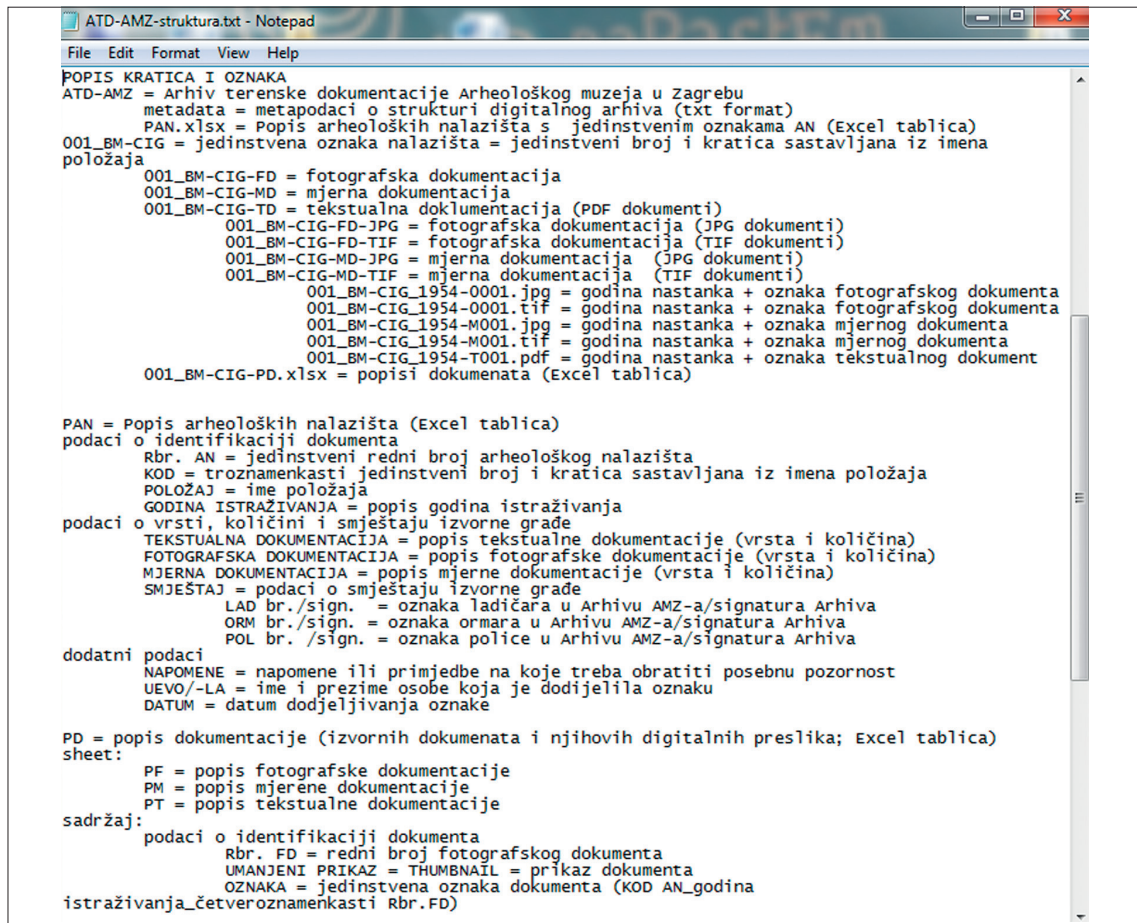 ATD-AMZ-struktura.txt - Notepad
File Edit Format View Help
POPIS KRATICA I OZNAKA
ATD-AMZ = Arhiv terenske dokumentacije Arheološkog muzeja u Zagrebu
metadata = metapodaci o strukturi digitalnog arhiva (txt format)
PAN.xlsx = Popis arheoloških nalazišta s jedinstvenim oznakama AN (Excel tablica)
001_BM-CIG = jedinstvena oznaka nalazišta = jedinstveni broj i kratica sastavljana iz imena
položaja
001_BM-CIG-FD = fotografska dokumentacija
001_BM-CIG-MD = mjerna dokumentacija
001_BM-CIG-TD = tekstualna doklumentacija (PDF dokumenti)
001_BM-CIG-FD-JPG = fotografska dokumentacija (JPG dokumenti)
001_BM-CIG-FD-TIF = fotografska dokumentacija (TIF dokumenti)
001_BM-CIG-MD-JPG = mjerna dokumentacija (JPG dokumenti)
001_BM-CIG-MD-TIF = mjerna dokumentacija (TIF dokumenti)
001_BM-CIG_1954-0001.jpg = godina nastanka + oznaka fotografskog dokumenta
001_BM-CIG_1954-0001.tif = godina nastanka + oznaka fotografskog dokumenta
001_BM-CIG_1954-M001.jpg = godina nastanka + oznaka mjernog dokumenta
001_BM-CIG_1954-M001.tif = godina nastanka + oznaka mjernog dokumenta
001_BM-CIG_1954-T001.pdf = godina nastanka + oznaka tekstualnog dokument
001_BM-CIG-PD.xlsx = popisi dokumenata (Excel tablica)
PAN = Popis arheoloških nalazišta (Excel tablica)
podaci o identifikaciji dokumenta
Rbr. AN = jedinstveni redni broj arheološkog nalazišta
KOD = troznamenkasti jedinstveni broj i kratica sastavljana iz imena položaja
POLOŽAJ = ime položaja
GODINA ISTRAŽIVANJA = popis godina istraživanja
podaci o vrsti, količini i smještaju izvorne građe
TEKSTUALNA DOKUMENTACIJA = popis tekstualne dokumentacije (vrsta i količina)
FOTOGRAFSKA DOKUMENTACIJA = popis fotografske dokumentacije (vrsta i količina)
MJERNA DOKUMENTACIJA = popis mjerne dokumentacije (vrsta i količina)
SMJEŠTAJ = podaci o smještaju izvorne građe
LAD br./sign. = oznaka ladičara u Arhivu AMZ-a/signatura Arhiva
ORM br./sign. = oznaka ormara u Arhivu AMZ-a/signatura Arhiva
POL br. /sign. = oznaka police u Arhivu AMZ-a/signatura Arhiva
dodatni podaci
NAPOMENE = napomene ili primjedbe na koje treba obratiti posebnu pozornost
UEVO/-LA = ime i prezime osobe koja je dodijelila oznaku
DATUM = datum dodjeljivanja oznake
PD = popis dokumentacije (izvornih dokumenata i njihovih digitalnih preslika; Excel tablica)
sheet:
PF = popis fotografske dokumentacije
PM = popis mjerene dokumentacije
PT = popis tekstualne dokumentacije
sadržaj:
podaci o identifikaciji dokumenta
Rbr. FD = redni broj fotografskog dokumenta
UMANJENI PRIKAZ = THUMBNAIL = prikaz dokumenta
OZNAKA = jedinstvena oznaka dokumenta (KOD AN_godina
istraživanja_četveroznamenkasti Rbr.FD)